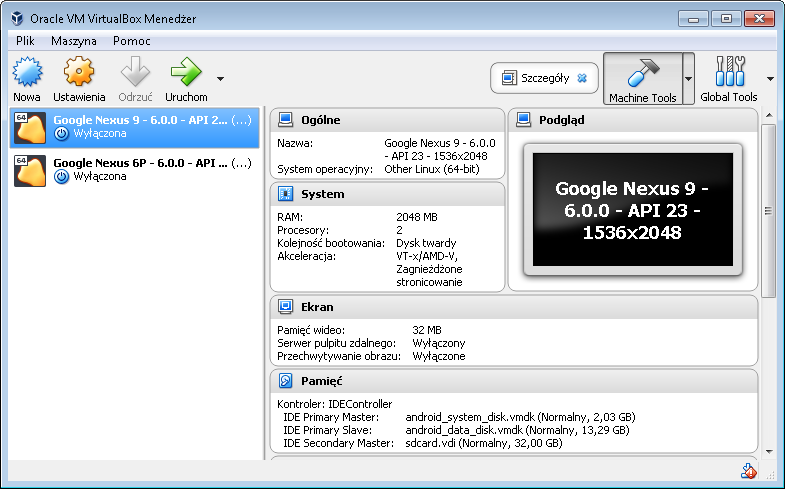 Oracle VM VirtualBox Menedżer
Plik Maszyna Pomoc
Nowa Ustawienia Odrzuć Uruchom
Szczegóły
Machine Tools Global Tools
64
Google Nexus 9 - 6.0.0 - API 2... (...)
Wyłączona
64
Google Nexus 6P - 6.0.0 - API ... (...)
Wyłączona
Ogólne
Nazwa: Google Nexus 9 - 6.0.0
- API 23 - 1536x2048
System operacyjny: Other Linux (64-bit)
System
RAM: 2048 MB
Procesory: 2
Kolejność bootowania: Dysk twardy
Akceleracja: VT-x/AMD-V,
Zagnieżdżone
stronicowanie
Podgląd
Google Nexus 9 -
6.0.0 - API 23 -
1536x2048
Ekran
Pamięć wideo: 32 MB
Serwer pulpitu zdalnego: Wyłączony
Przechwytywanie obrazu: Wyłączone
Pamięć
Kontroler: IDEController
IDE Primary Master: android_system_disk.vmdk (Normalny, 2,03 GB)
IDE Primary Slave: android_data_disk.vmdk (Normalny, 13,29 GB)
IDE Secondary Master: sdcard.vdi (Normalny, 32,00 GB)